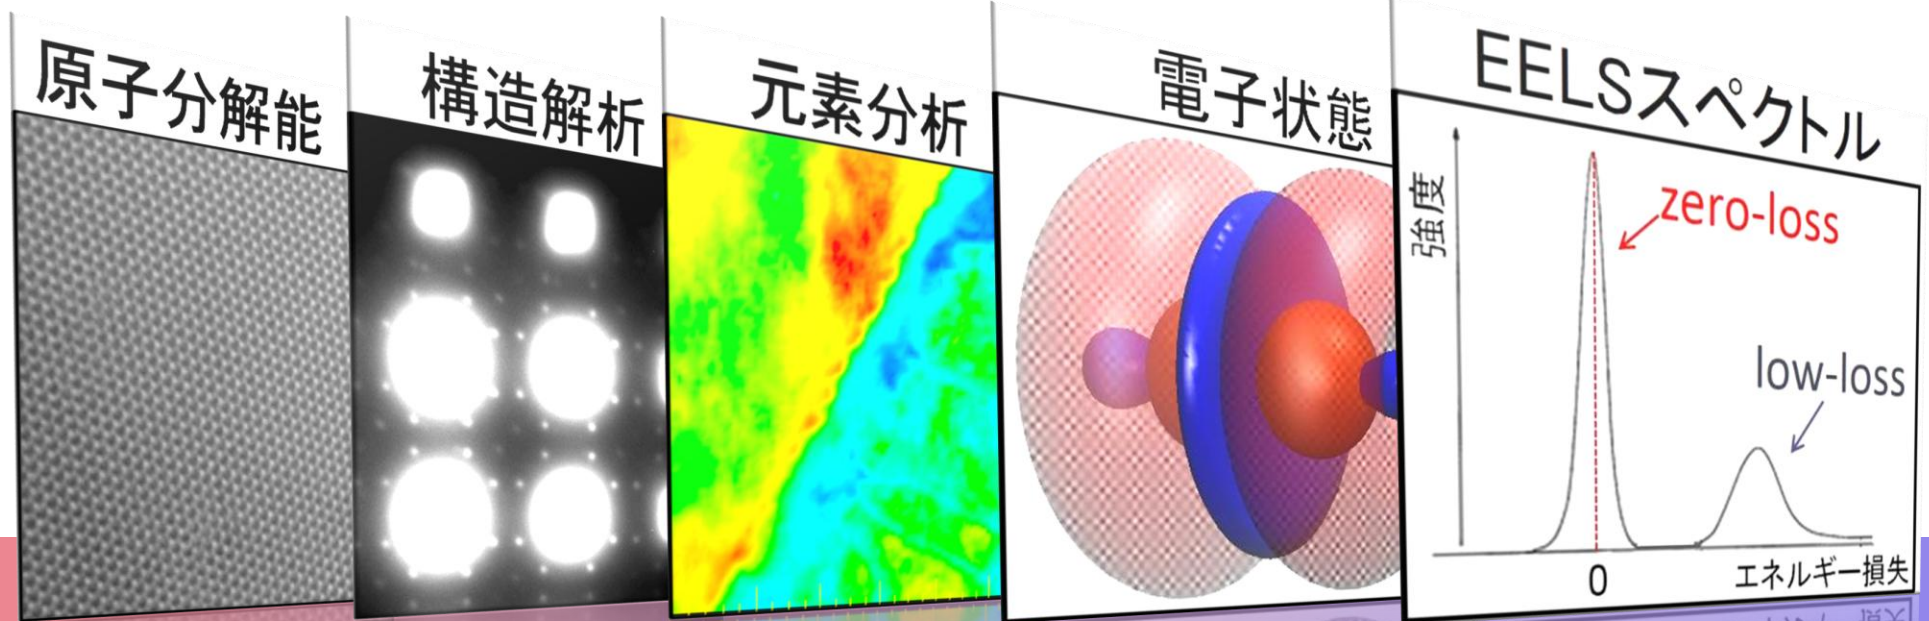 原子分解能
構造解析
元素分析
電子状態
EELSスペクトル
強度
zero-loss
low-loss
0
エネルギー損失